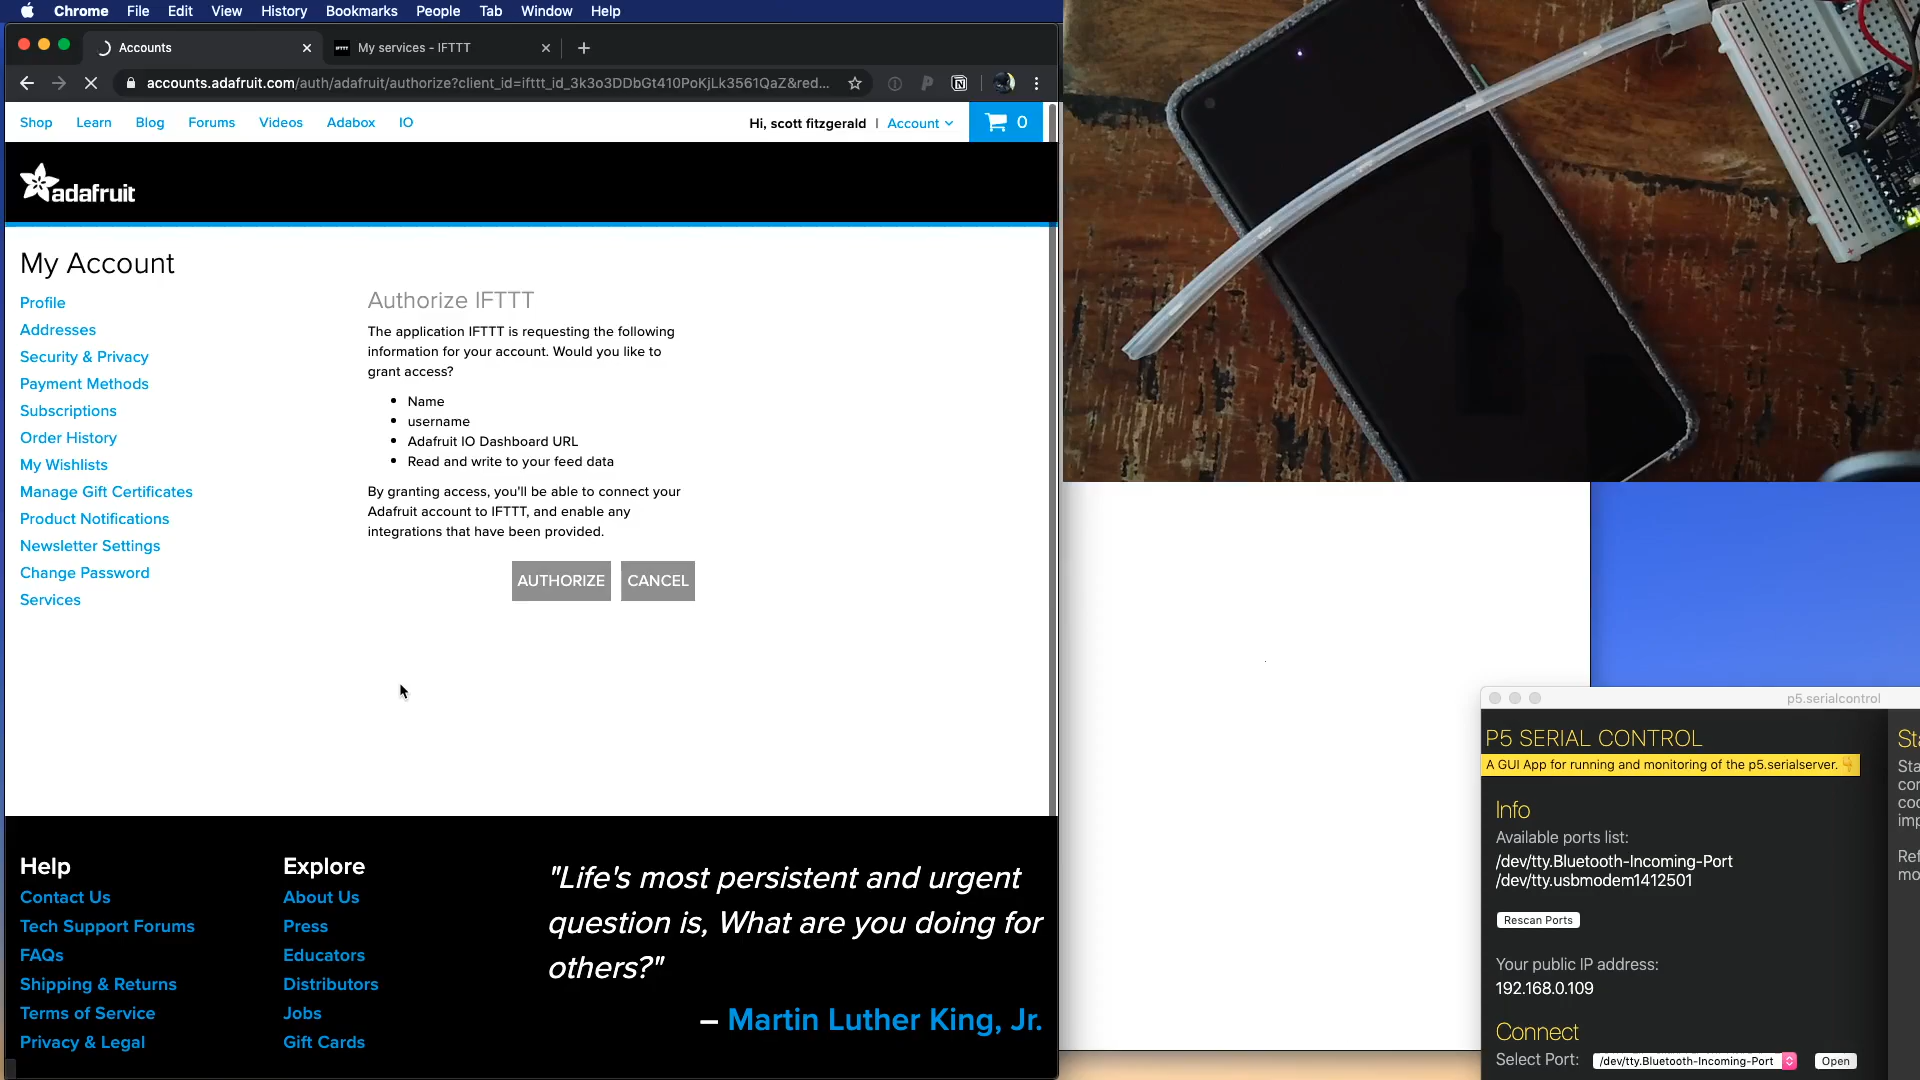 Chrome File Edit View History Bookmarks People Tab Window Help
Accounts
My services - IFTTT
accounts.adafruit.com/auth/adafruit/authorize?client_id=ifttt_id_3k3o3DDbGt410PoKjLk3561QaZ&red...
Shop Learn Blog Forums Videos Adabox IO
Hi, scott fitzgerald | Account
0
adafruit
My Account
Profile
Addresses
Security & Privacy
Payment Methods
Subscriptions
Order History
My Wishlists
Manage Gift Certificates
Product Notifications
Newsletter Settings
Change Password
Services
Authorize IFTTT
The application IFTTT is requesting the following
information for your account. Would you like to
grant access?
• Name
• username
• Adafruit IO Dashboard URL
• Read and write to your feed data
By granting access, you'll be able to connect your
Adafruit account to IFTTT, and enable any
integrations that have been provided.
AUTHORIZE CANCEL
Help
Contact Us
Tech Support Forums
FAQs
Shipping & Returns
Terms of Service
Privacy & Legal
Explore
About Us
Press
Educators
Distributors
Jobs
Gift Cards
"Life's most persistent and urgent
question is, What are you doing for
others?"
– Martin Luther King, Jr.
p5.serialcontrol
P5 SERIAL CONTROL
A GUI App for running and monitoring of the p5.serialserver.
Info
Available ports list:
/dev/tty.Bluetooth-Incoming-Port
/dev/tty.usbmodem1412501
Rescan Ports
Your public IP address:
192.168.0.109
Connect
Select Port: /dev/tty.Bluetooth-Incoming-Port Open